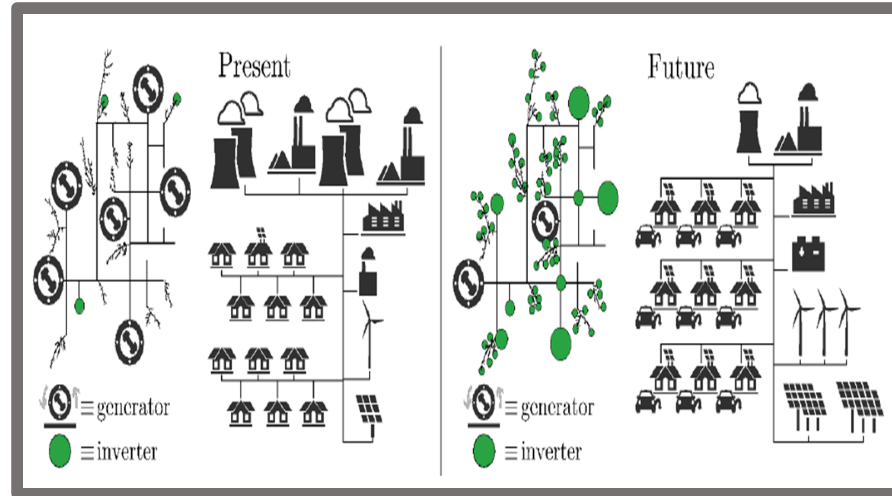 Present
≡ generator
≡ inverter
Future
≡ generator
≡ inverter